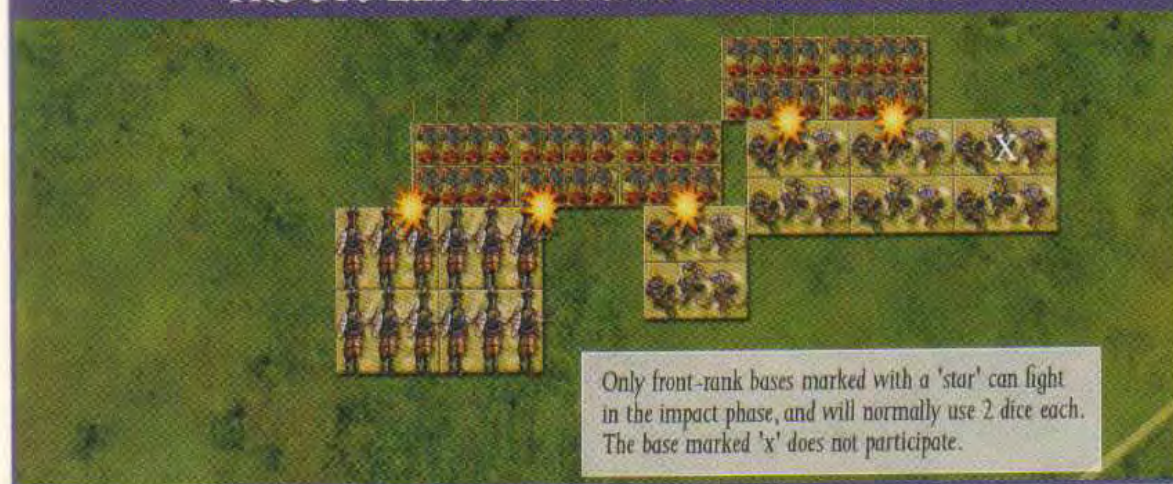 X
Only front-rank bases marked with a 'star' can fight
in the impact phase, and will normally use 2 dice each.
The base marked 'x' does not participate.